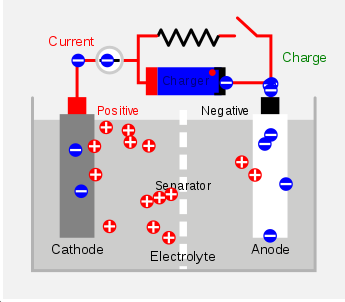 Current
Charge
Charger
Positive
Negative
Separator
Cathode
Anode
Electrolyte